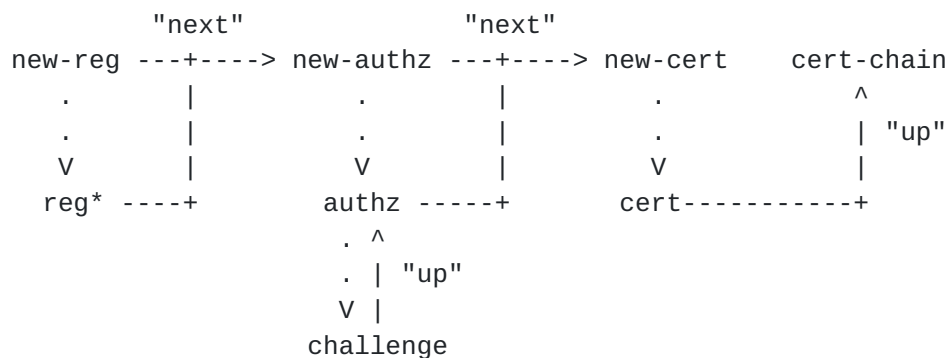 "next" "next"
new-reg ---+----> new-authz ---+----> new-cert cert-chain
. | . | . ^
. | . | . | "up"
V | V | V |
reg* ----+ authz -----+ cert-----------+
. ^
. | "up"
V |
challenge